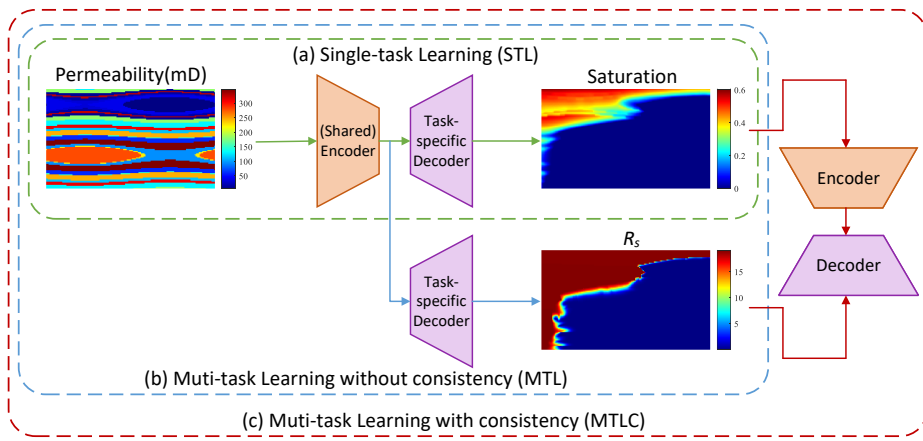 (a) Single-task Learning (STL)
Permeability(mD)
300
250
200
150
100
50
(Shared)
Encoder
Task-
specific
Decoder
Saturation
0.6
0.4
0.2
0
Encoder
Decoder
Task-
specific
Decoder
Rs
15
10
5
0
(b) Muti-task Learning without consistency (MTL)
(c) Muti-task Learning with consistency (MTLC)